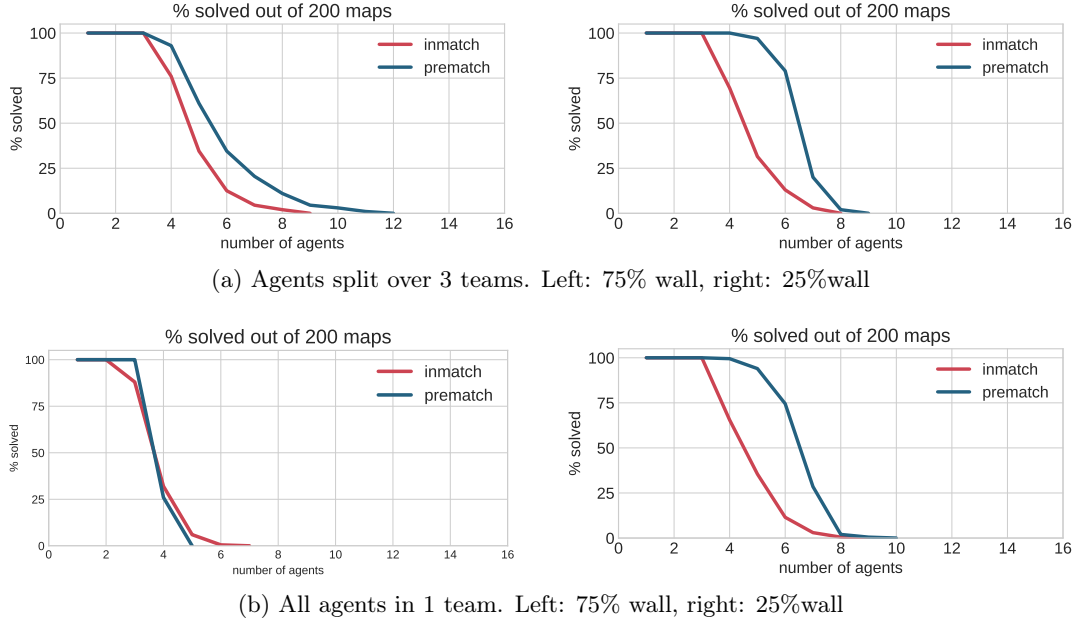 % solved out of 200 maps
% solved
100
75
50
25
0
0 2 4 6 8 10 12 14 16
number of agents
inmatch
prematch
% solved out of 200 maps
% solved
100
75
50
25
0
0 2 4 6 8 10 12 14 16
number of agents
inmatch
prematch
(a) Agents split over 3 teams. Left: 75% wall, right: 25%wall
% solved out of 200 maps
% solved
100
75
50
25
0
0 2 4 6 8 10 12 14 16
number of agents
inmatch
prematch
% solved out of 200 maps
% solved
100
75
50
25
0
0 2 4 6 8 10 12 14 16
number of agents
inmatch
prematch
(b) All agents in 1 team. Left: 75% wall, right: 25%wall